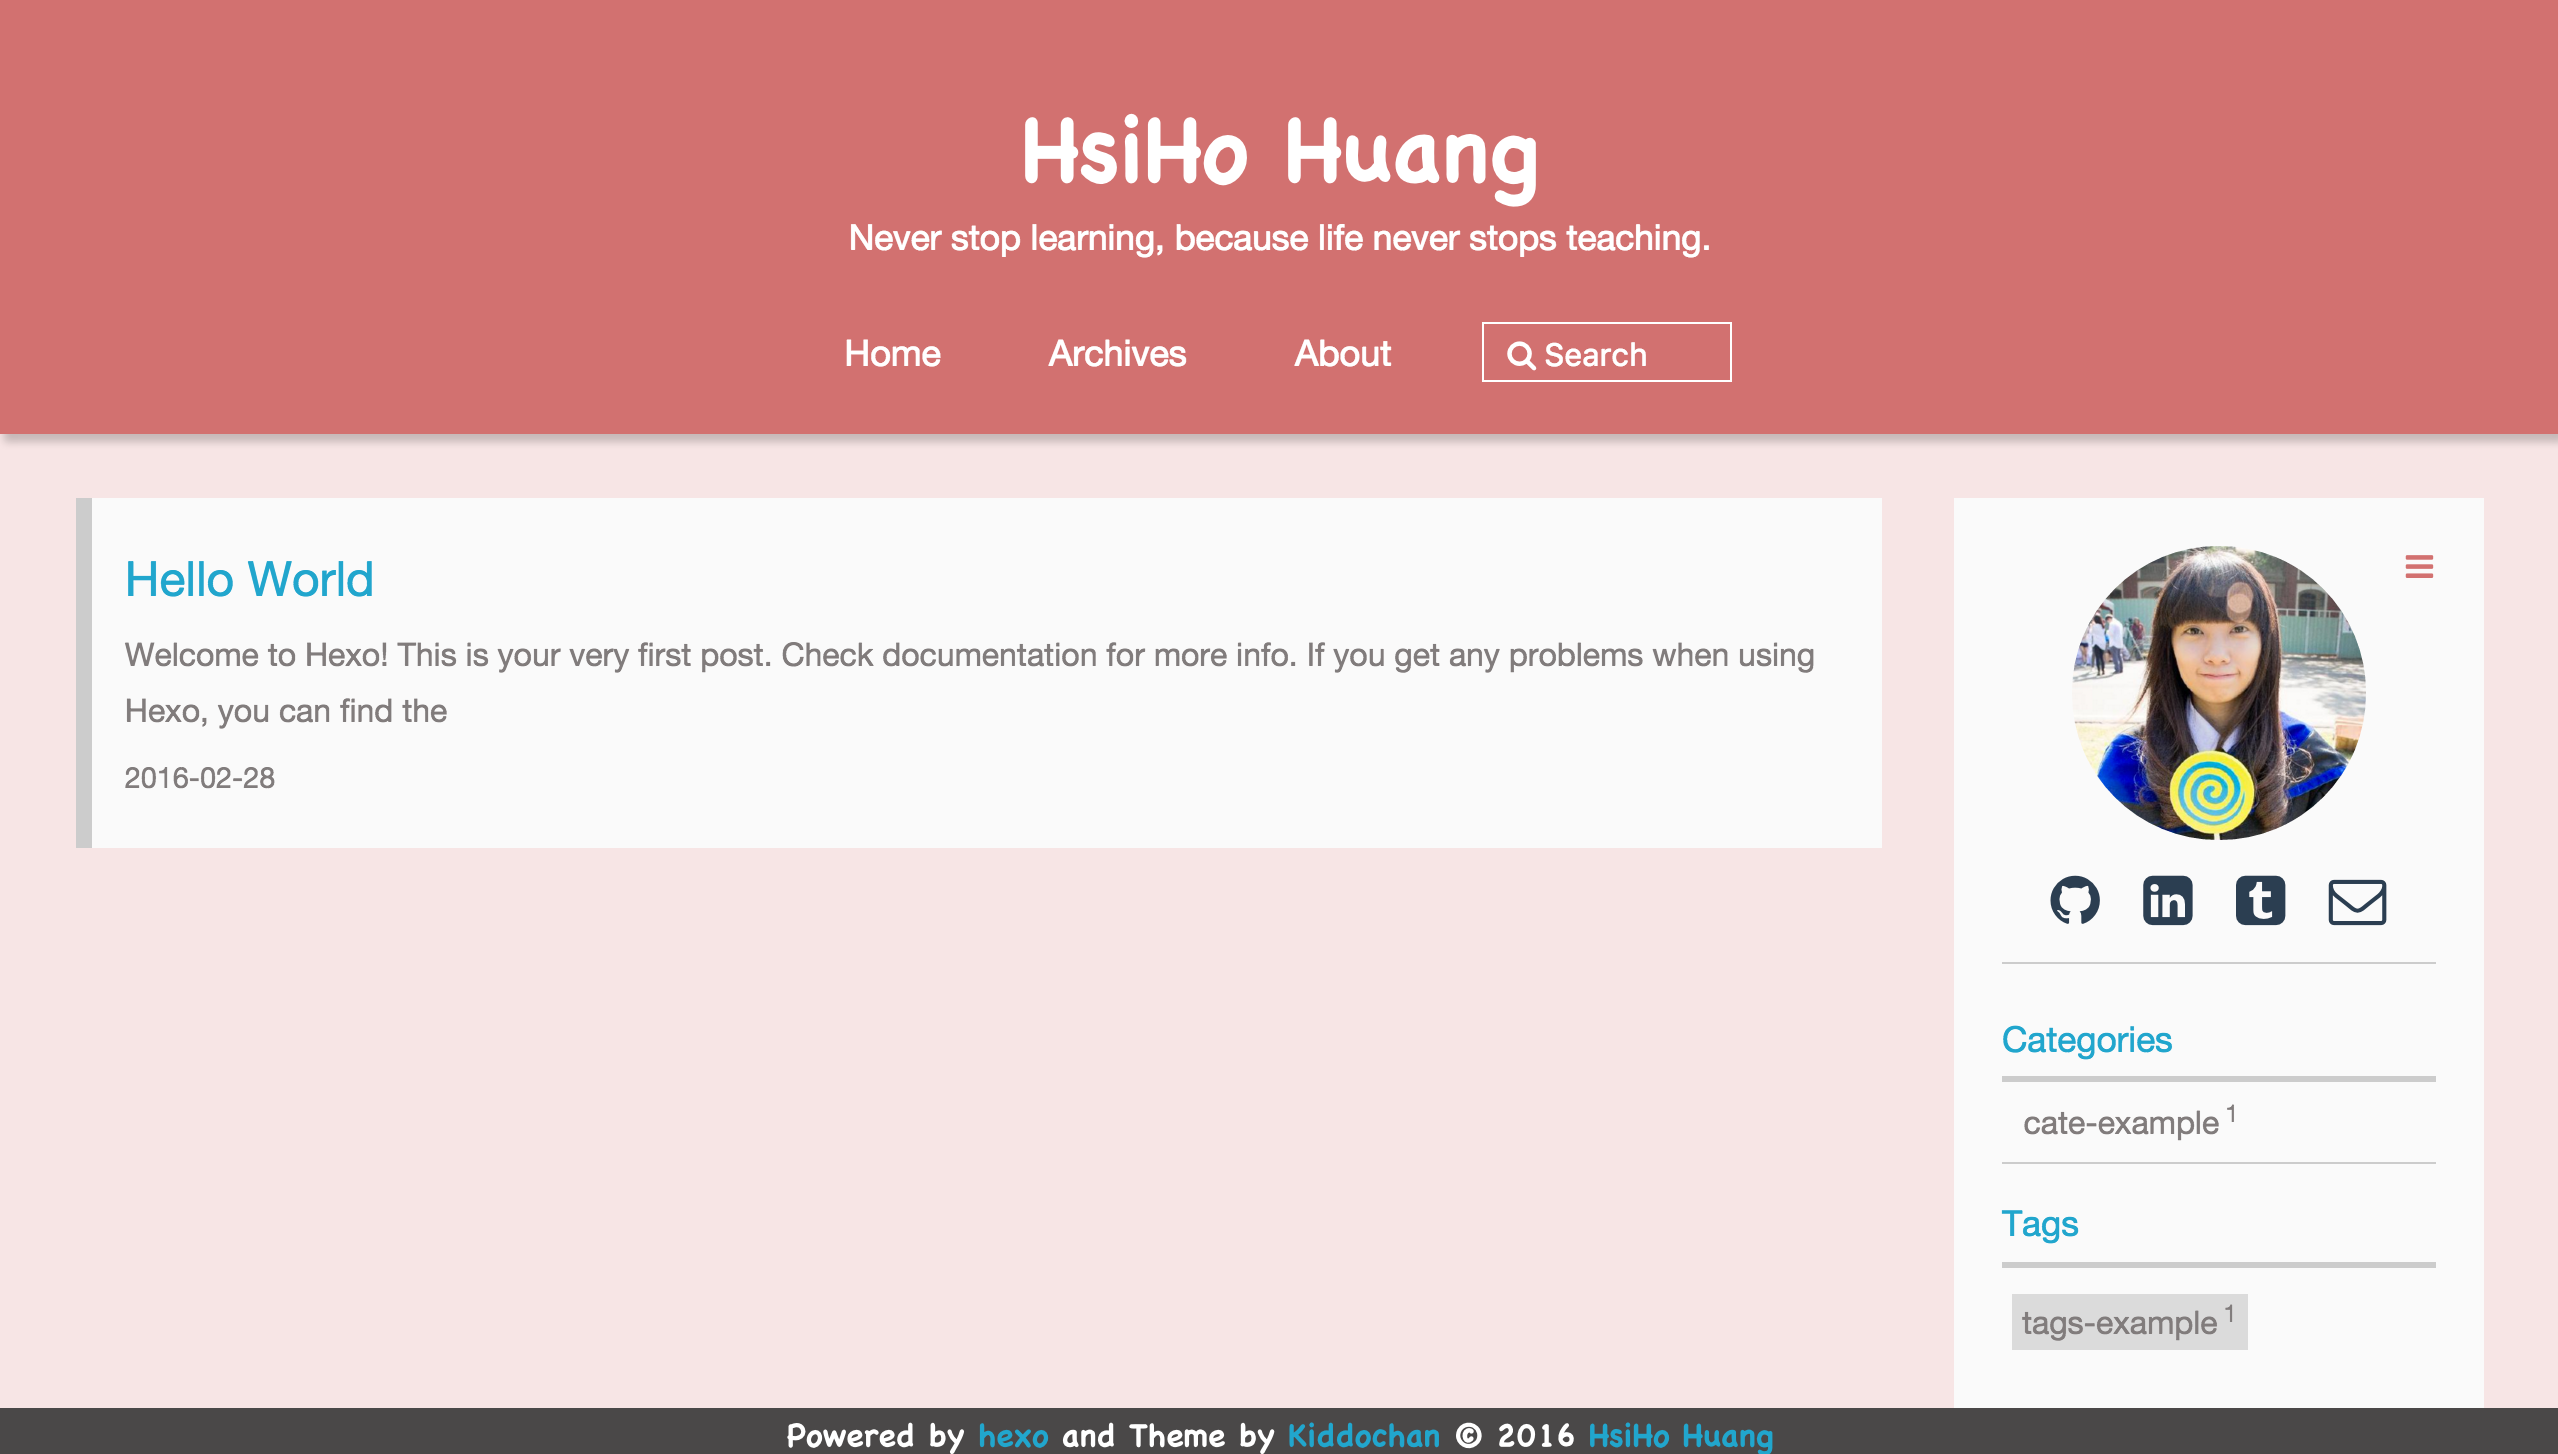 HsiHo Huang
Never stop learning, because life never stops teaching.
Home Archives About Search
Hello World
Welcome to Hexo! This is your very first post. Check documentation for more info. If you get any problems when using
Hexo, you can find the
2016-02-28
in t
Categories
cate-example 1
Tags
tags-example 1
Powered by hexo and Theme by Kiddochan © 2016 HsiHo Huang